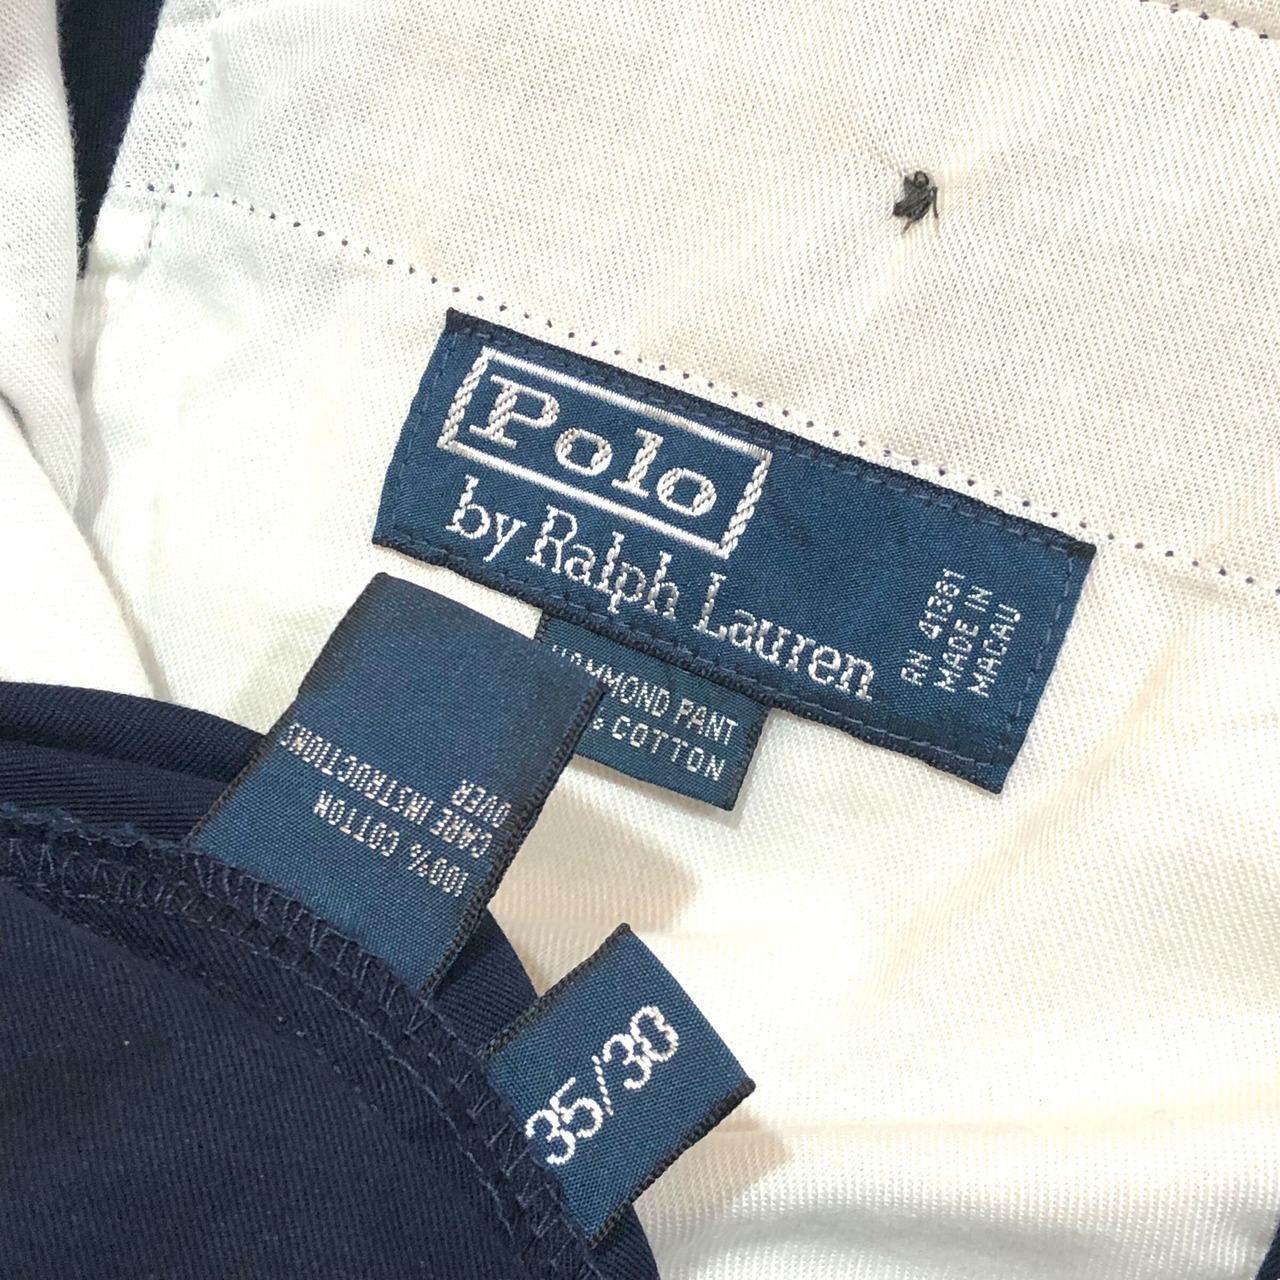 Polo
by Ralph Lauren
RN 41381
MADE IN
MACAU
HAMMOND PANT
% COTTON
100% COTTON
CARE INSTRUCTIONS
OVER
35/30